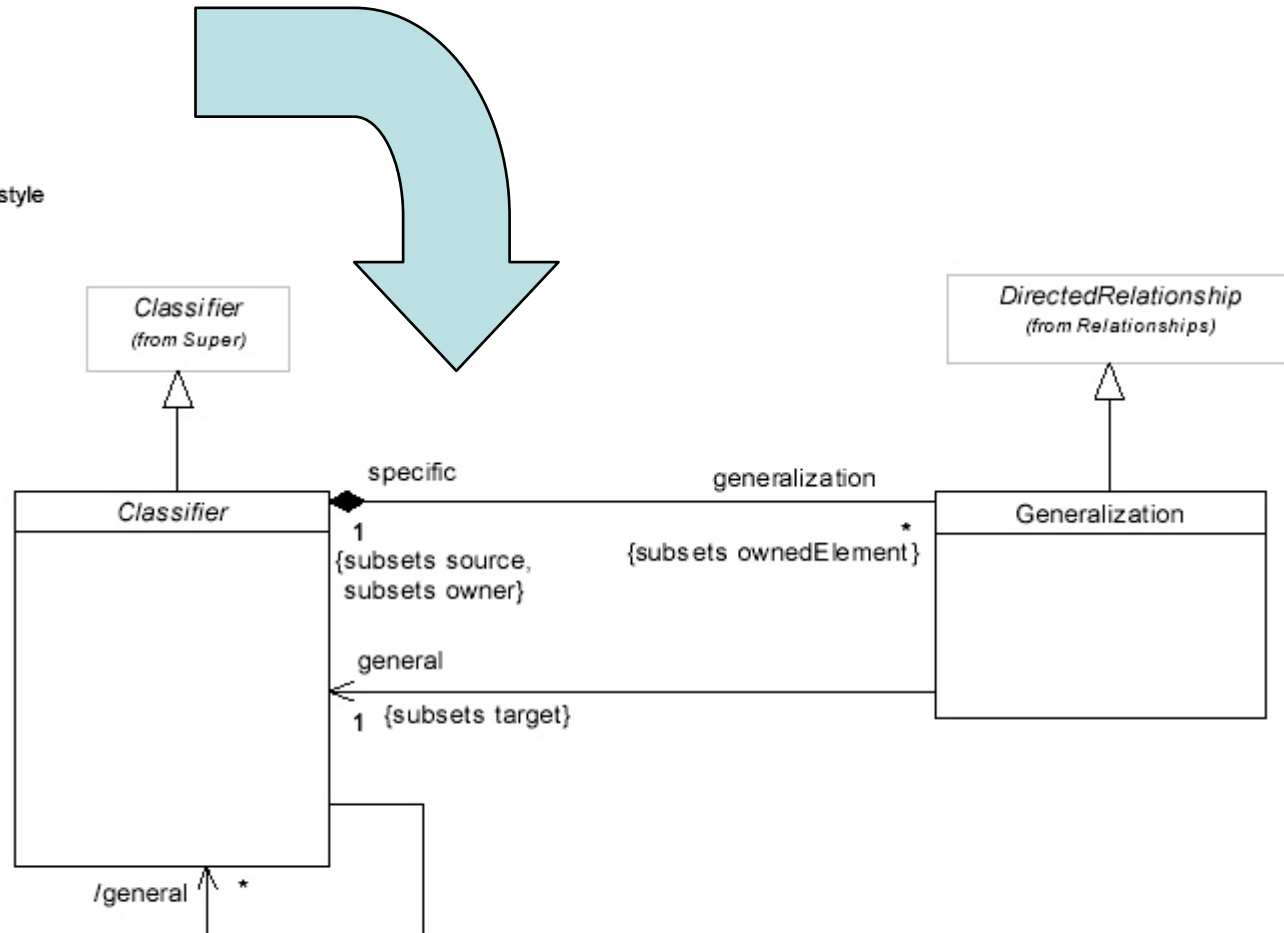 style
Classifier
(from Super)
DirectedRelationship
(from Relationships)
specific
generalization
Classifier
Generalization
1
*
{subsets source,
subsets owner}
{subsets ownedElement}
general
1
{subsets target}
/general
*